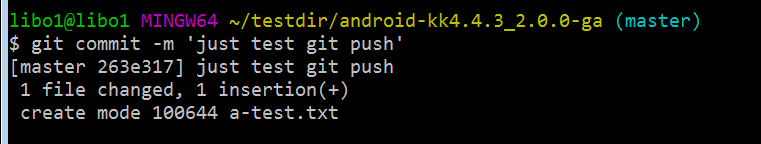 libo1@libo1 MINGW64 ~/testdir/android-kk4.4.3_2.0.0-ga (master)
$ git commit -m 'just test git push'
[master 263e317] just test git push
 1 file changed, 1 insertion(+)
 create mode 100644 a-test.txt